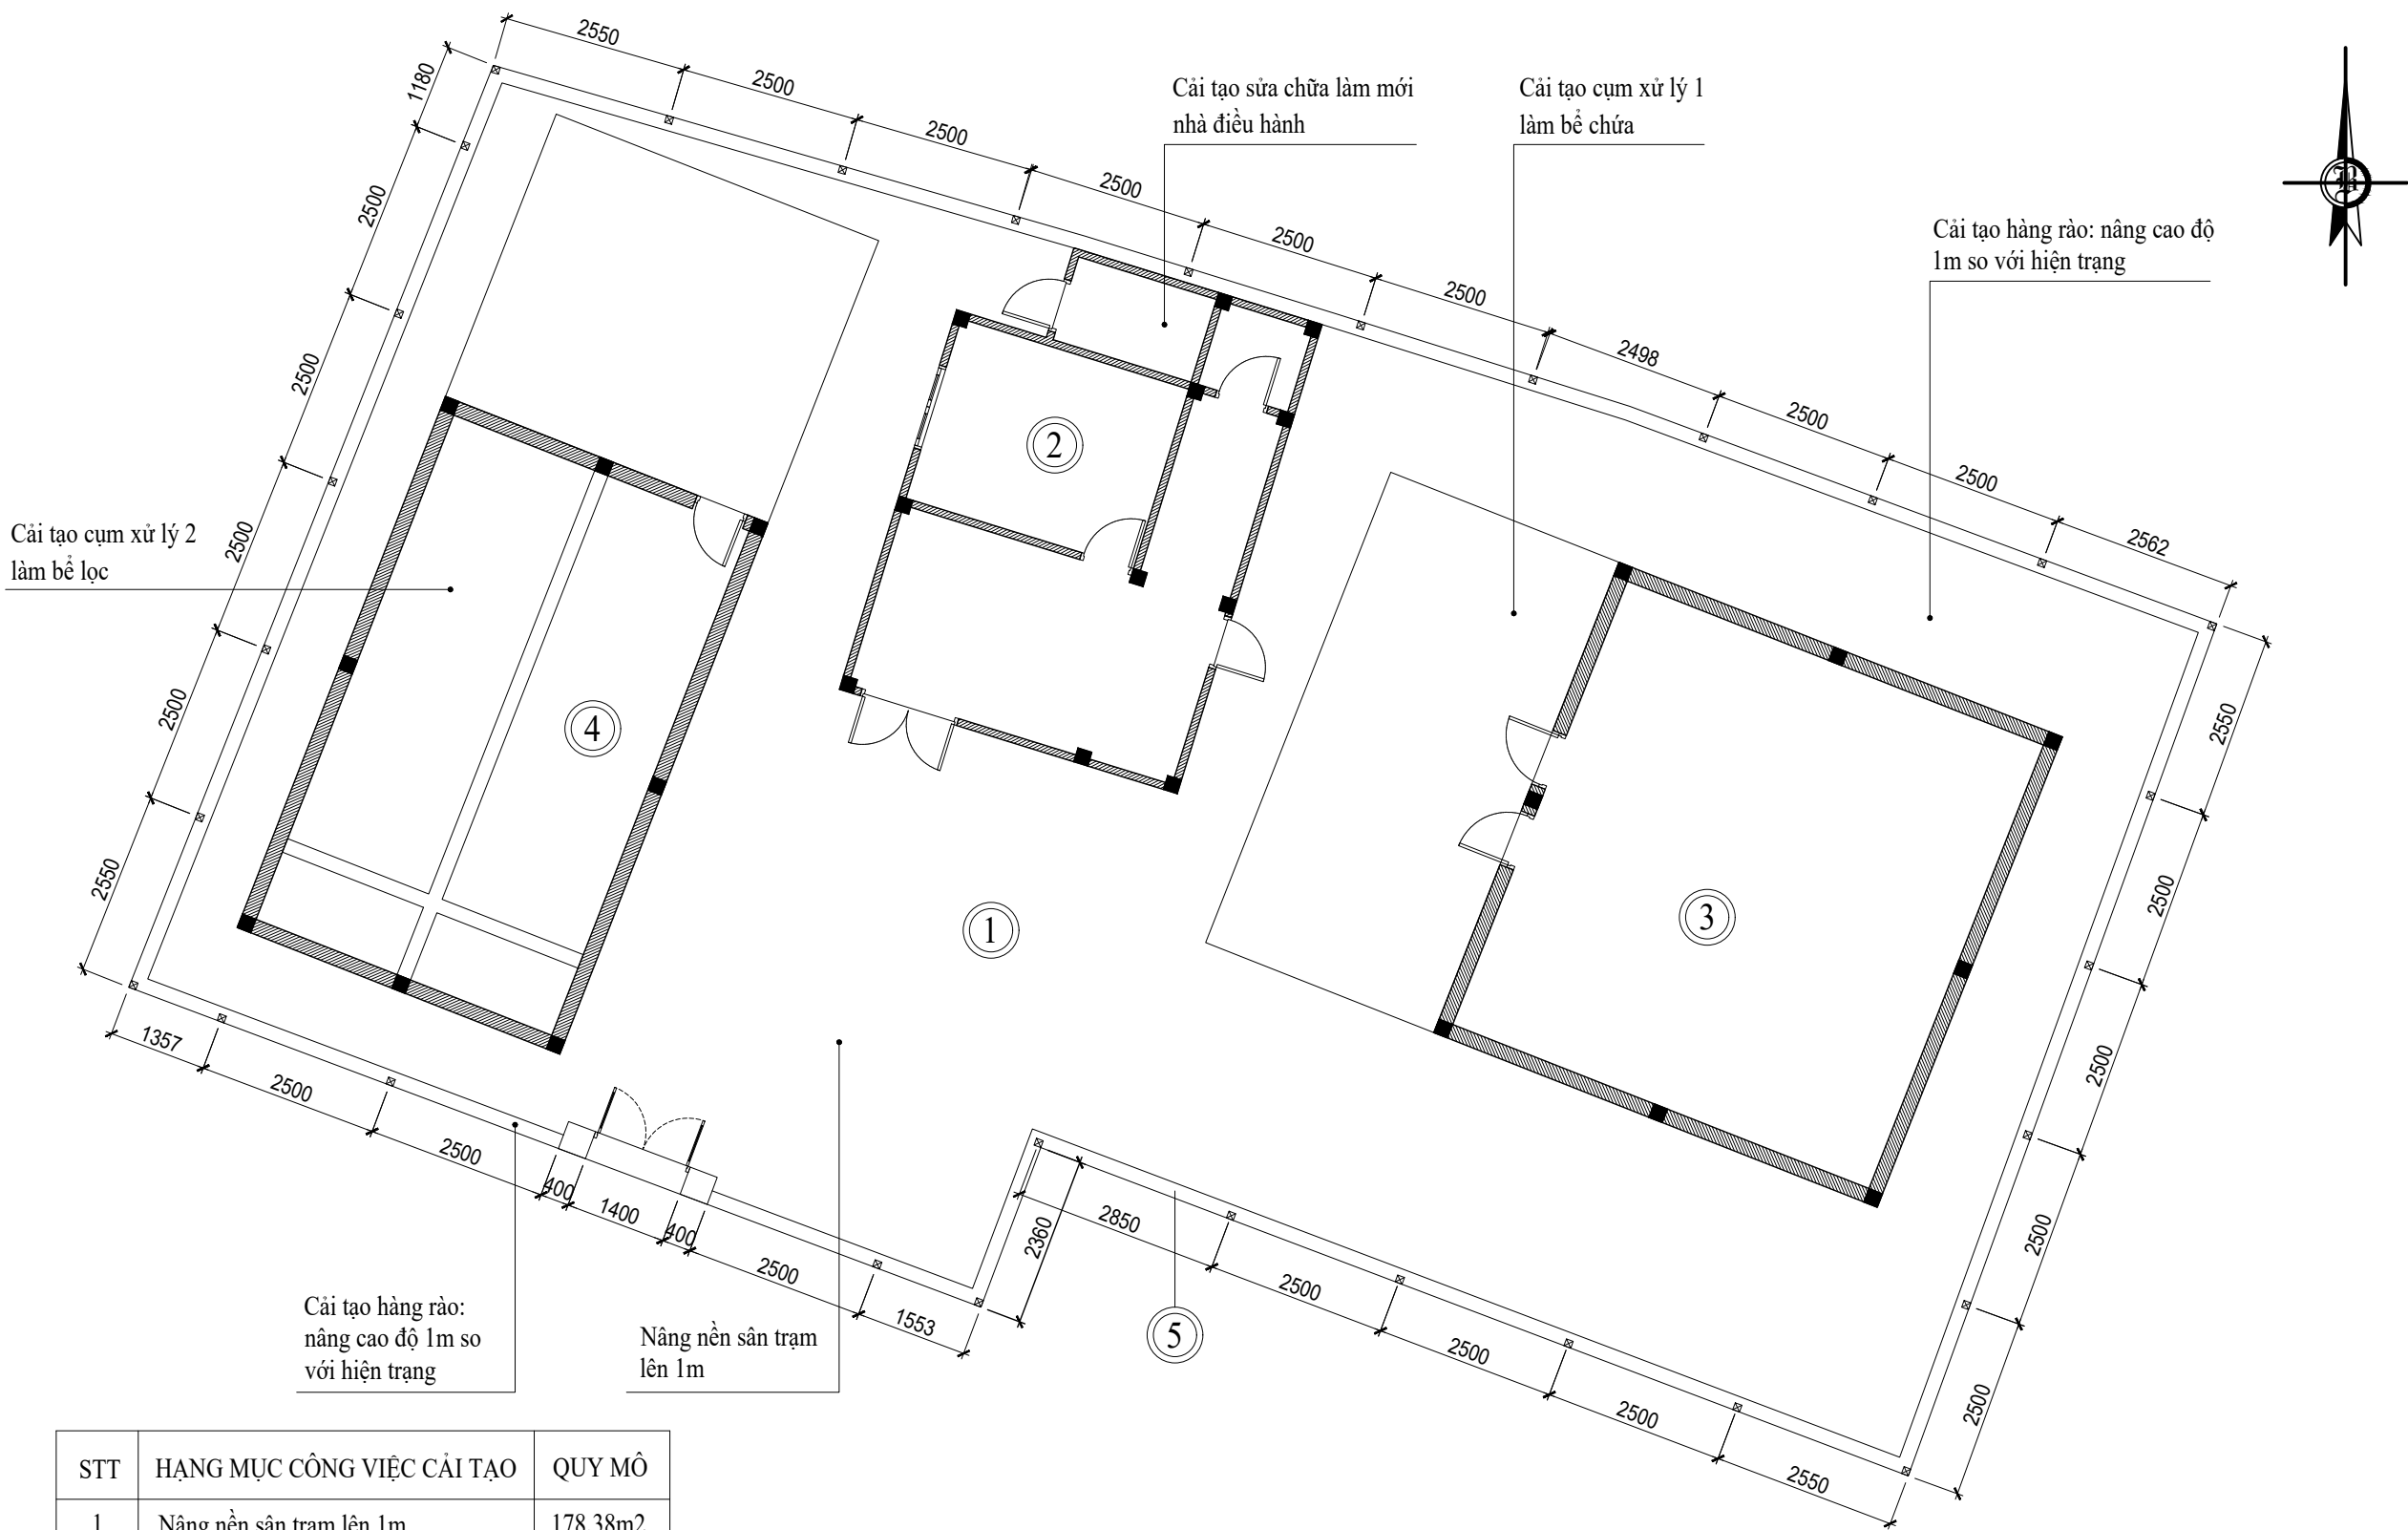 2550
2500
2500
2500
2500
2500
2498
2500
2500
2562
1180
2500
2500
2500
2500
2550
Cải tạo sửa chữa làm mới
nhà điều hành
Cải tạo cụm xử lý 1
làm bể chứa
Cải tạo hàng rào: nâng cao độ
1m so với hiện trạng
Cải tạo cụm xử lý 2
làm bể lọc
2
4
1
3
5
2550
2500
2500
2500
2500
1357
2500
2500
400
1400
400
2500
1553
2360
2850
2500
2500
2500
2550
Cải tạo hàng rào:
nâng cao độ 1m so
với hiện trạng
Nâng nền sân trạm
lên 1m
STT HẠNG MỤC CÔNG VIỆC CẢI TẠO QUY MÔ
1 Nâng nền sân trạm lên 1m 178.38m2